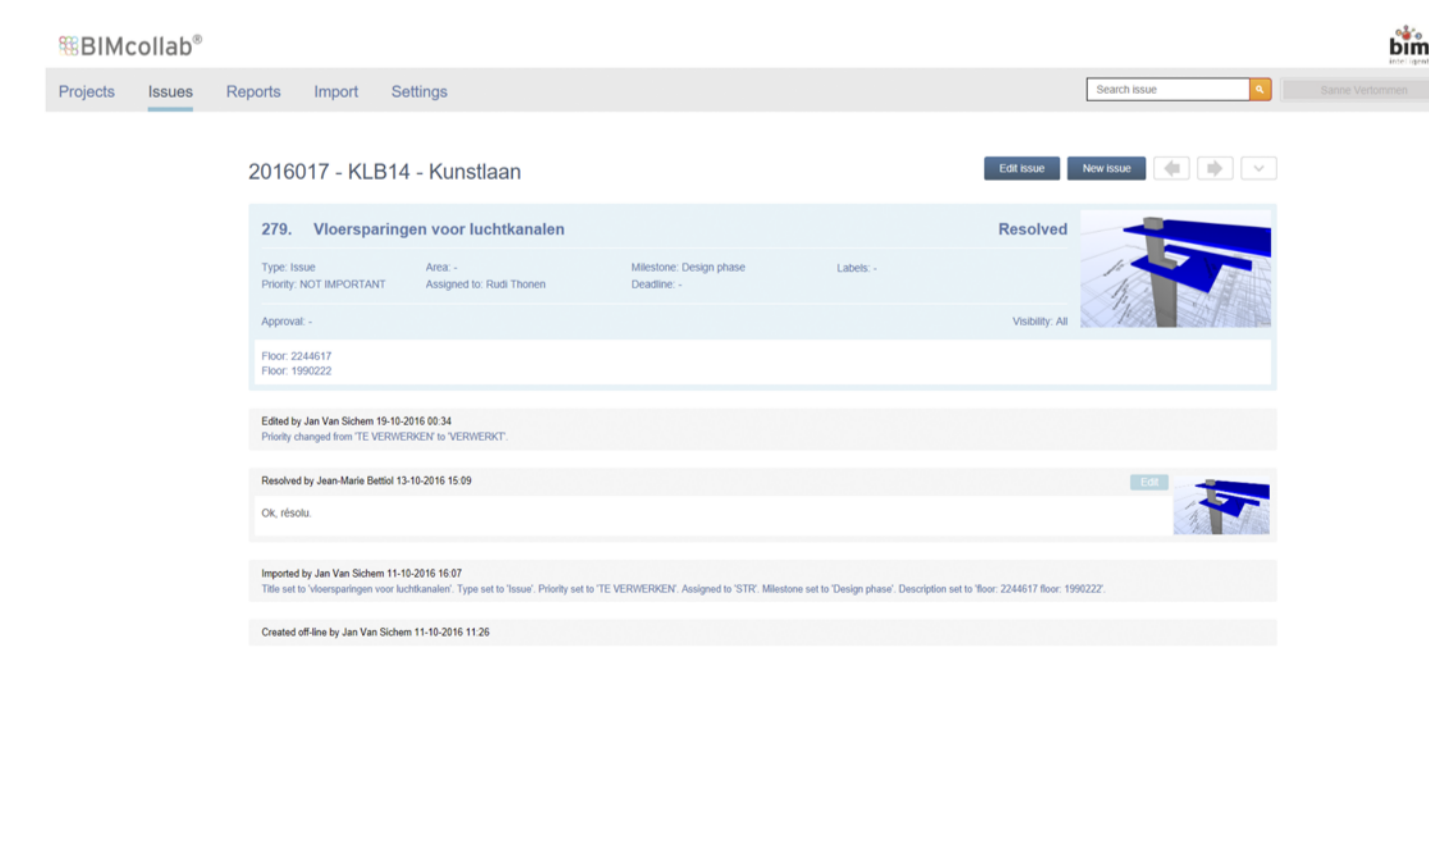 BIMcollab®
bim
Projects Issues Reports Import Settings
Search issue
Sanne Vertommen
2016017 - KLB14 - Kunstlaan
Edit issue New issue
279. Vloersparingen voor luchtkanalen Resolved
Type: Issue Area: - Milestone: Design phase Labels: -
Priority: NOT IMPORTANT Assigned to: Rudi Thonen Deadline: -
Approval: - Visibility: All
Floor: 2244617
Floor: 1990222
Edited by Jan Van Sichem 19-10-2016 00:34
Priority changed from 'TE VERWERKEN' to 'VERWERKT'.
Resolved by Jean-Marie Bettiol 13-10-2016 15:09 Edit
Ok, résolu.
Imported by Jan Van Sichem 11-10-2016 16:07
Title set to 'vloersparingen voor luchtkanalen'. Type set to 'Issue'. Priority set to 'TE VERWERKEN'. Assigned to 'STR'. Milestone set to 'Design phase'. Description set to 'floor: 2244617 floor: 1990222'.
Created off-line by Jan Van Sichem 11-10-2016 11:26